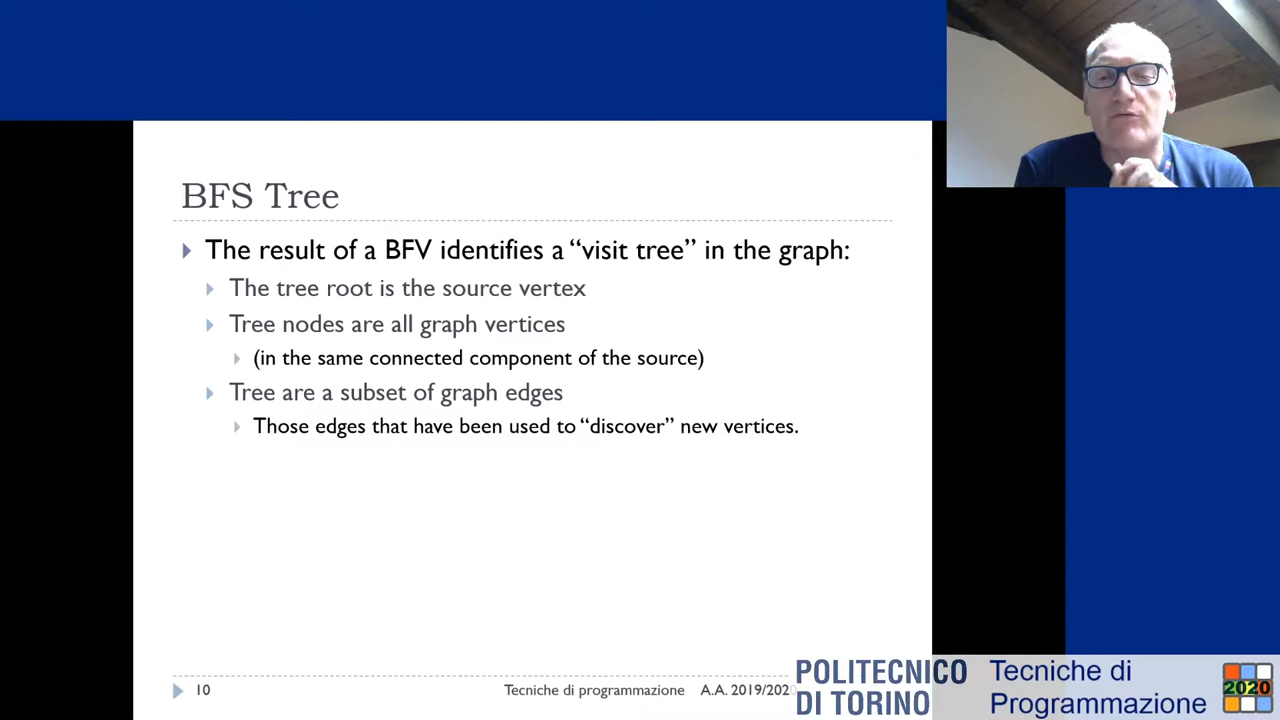 BFS Tree
The result of a BFV identifies a “visit tree” in the graph:
The tree root is the source vertex
Tree nodes are all graph vertices
(in the same connected component of the source)
Tree are a subset of graph edges
Those edges that have been used to “discover” new vertices.
10
Tecniche di programmazione A.A. 2019/2020
POLITECNICO
DI TORINO
Tecniche di
Programmazione
2020